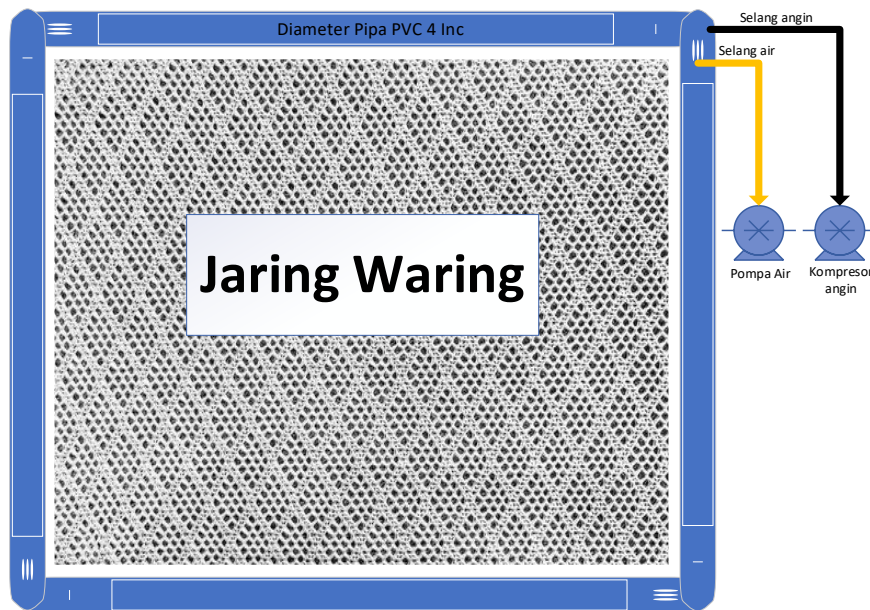 Selang angin
Diameter Pipa PVC 4 Inc
Selang air
Jaring Waring
Pompa Air
Kompresor
angin